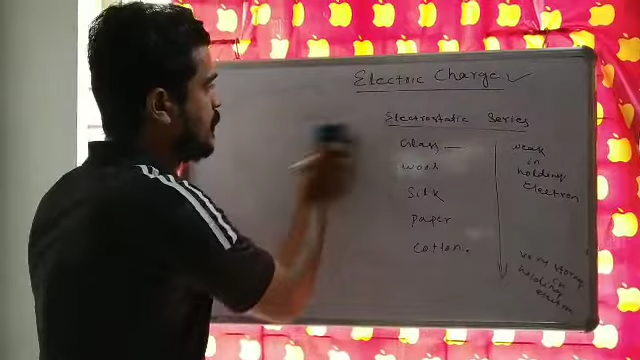 Electric Charge ✓
Electrostatic Series
Glass —
wool
Silk
paper
cotton.
weak
in
holding
electron
very strong
in
holding
electron